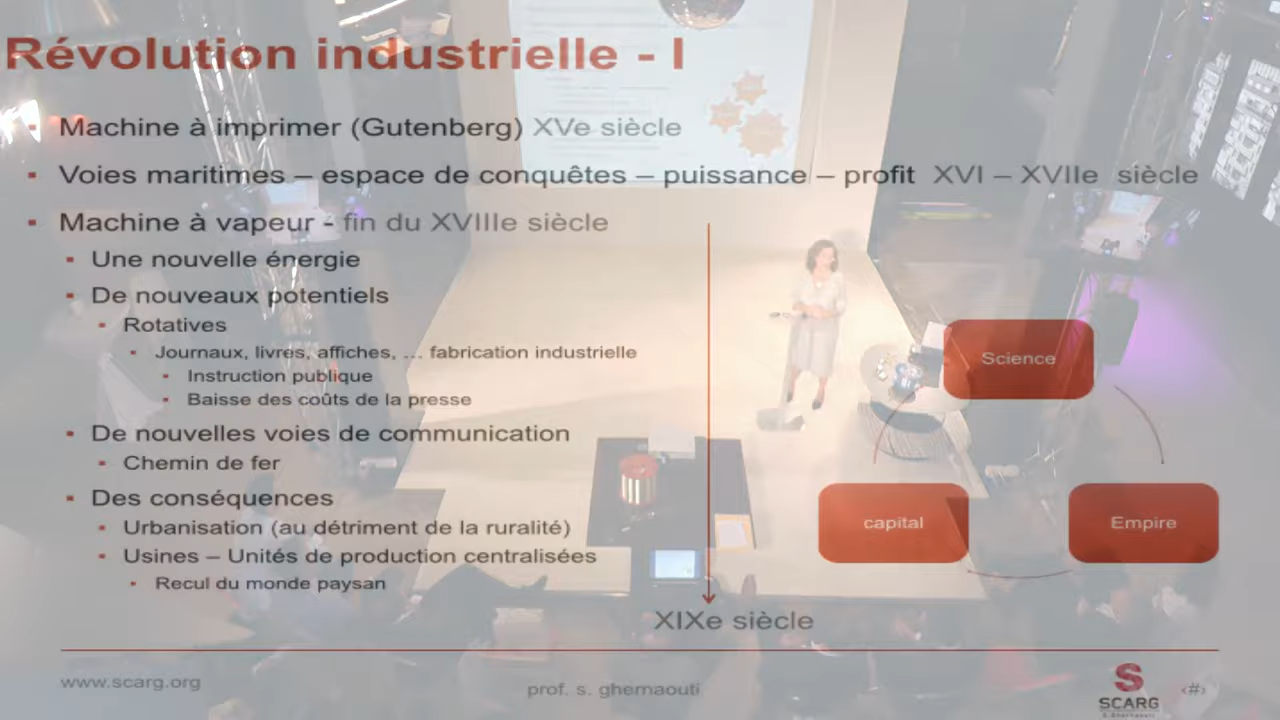 Révolution industrielle - I
Machine à imprimer (Gutenberg) XVe siècle
Voies maritimes – espace de conquêtes – puissance – profit XVI – XVIIe siècle
Machine à vapeur - fin du XVIIIe siècle
Une nouvelle énergie
De nouveaux potentiels
Rotatives
Journaux, livres, affiches, … fabrication industrielle
Instruction publique
Baisse des coûts de la presse
De nouvelles voies de communication
Chemin de fer
Des conséquences
Urbanisation (au détriment de la ruralité)
Usines – Unités de production centralisées
Recul du monde paysan
XIXe siècle
Science
capital
Empire
www.scarg.org
prof. s. ghernaouti
S
SCARG
S.Ghernaouti
‹#›